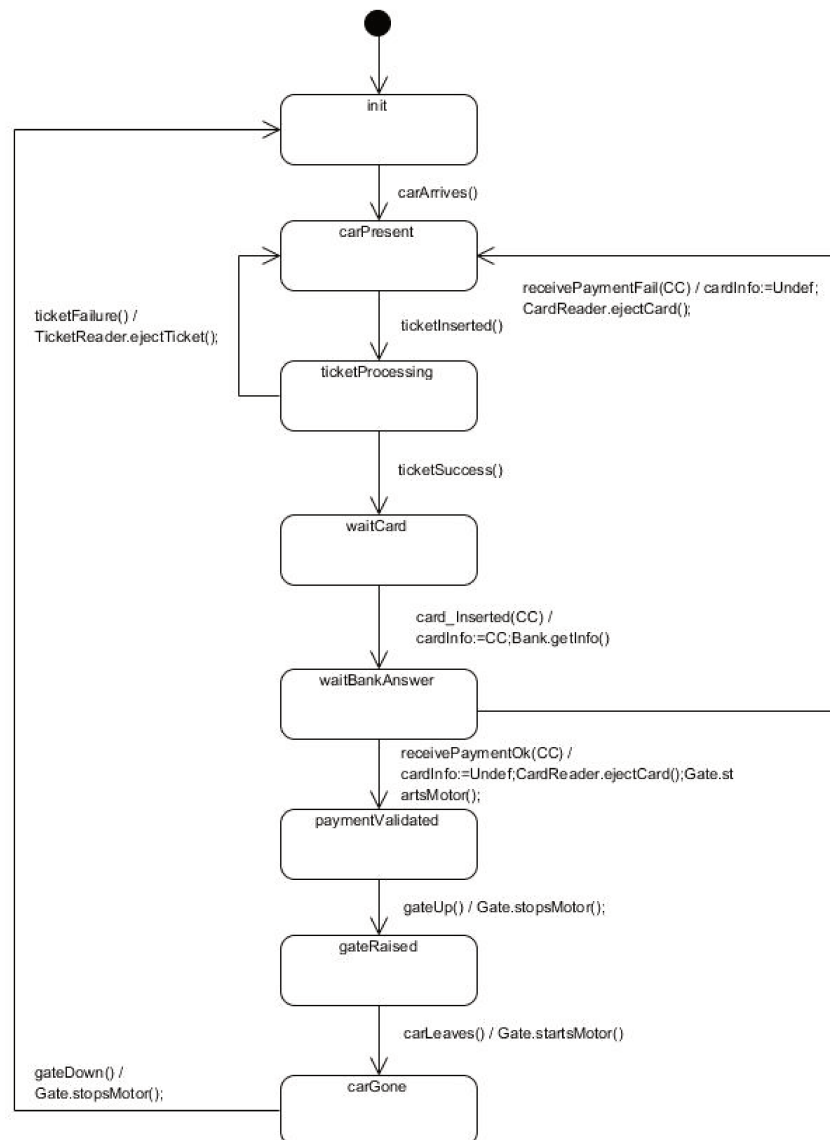 init
carArrives()
carPresent
receivePaymentFail(CC) / cardInfo:=Undef;
CardReader.ejectCard();
ticketFailure() /
TicketReader.ejectTicket();
ticketInserted()
ticketProcessing
ticketSuccess()
waitCard
card_Inserted(CC) /
cardInfo:=CC;Bank.getInfo()
waitBankAnswer
receivePaymentOk(CC) /
cardInfo:=Undef;CardReader.ejectCard();Gate.st
artsMotor();
paymentValidated
gateUp() / Gate.stopsMotor();
gateRaised
carLeaves() / Gate.startsMotor()
gateDown() /
Gate.stopsMotor();
carGone